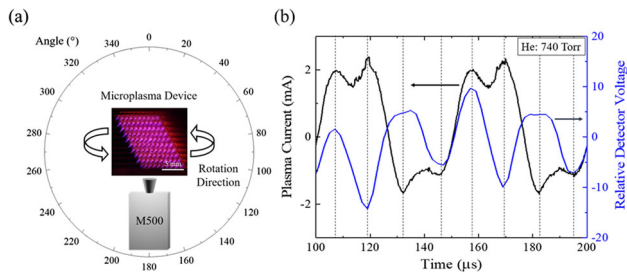 (a)
Angle (°)
0
20
40
60
80
100
120
140
160
180
200
220
240
260
280
300
320
340
Microplasma Device
5 mm
Rotation
Direction
M500
(b)
He: 740 Torr
Plasma Current (mA)
2
0
-2
Relative Detector Voltage
20
15
10
5
0
-5
-10
-15
-20
100 120 140 160 180 200
Time (μs)